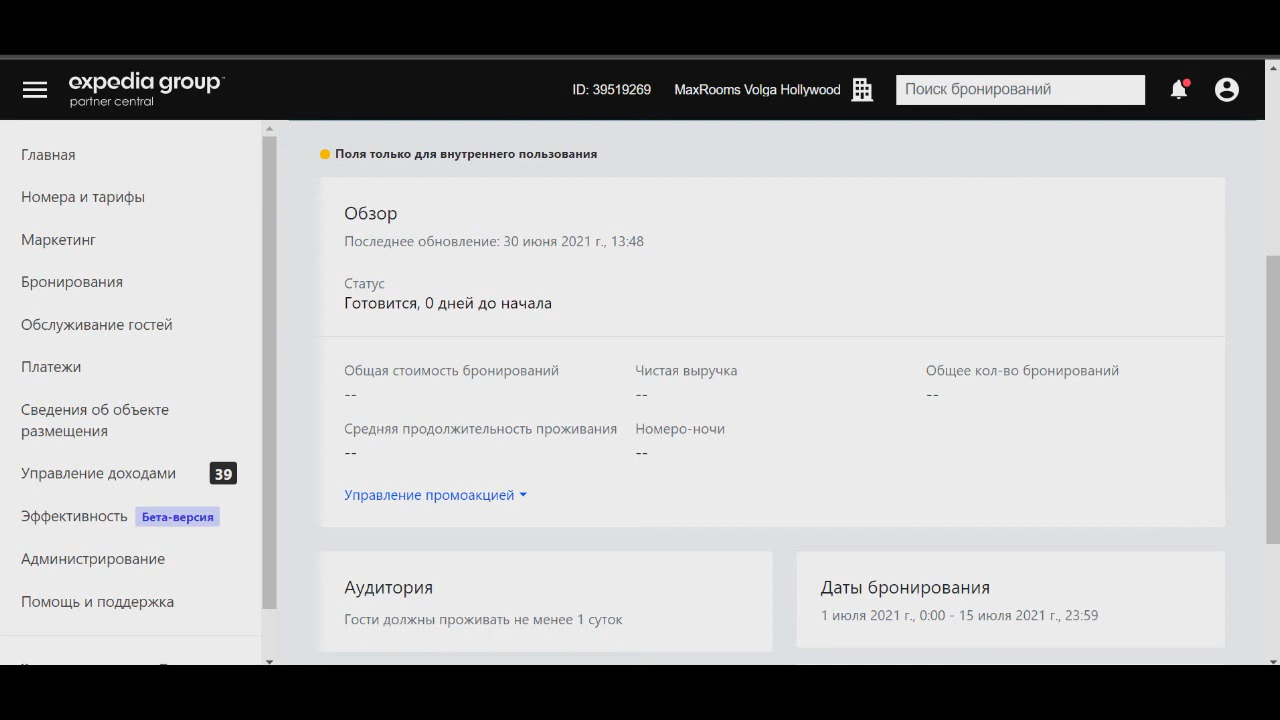 expedia group™
partner central
ID: 39519269
MaxRooms Volga Hollywood
Поиск бронирований
Главная
Номера и тарифы
Маркетинг
Бронирования
Обслуживание гостей
Платежи
Сведения об объекте
размещения
Управление доходами
39
Эффективность
Бета-версия
Администрирование
Помощь и поддержка
Поля только для внутреннего пользования
Обзор
Последнее обновление: 30 июня 2021 г., 13:48
Статус
Готовится, 0 дней до начала
Общая стоимость бронирований
--
Чистая выручка
--
Общее кол-во бронирований
--
Средняя продолжительность проживания
--
Номеро-ночи
--
Управление промоакцией
Аудитория
Гости должны проживать не менее 1 суток
Даты бронирования
1 июля 2021 г., 0:00 - 15 июля 2021 г., 23:59